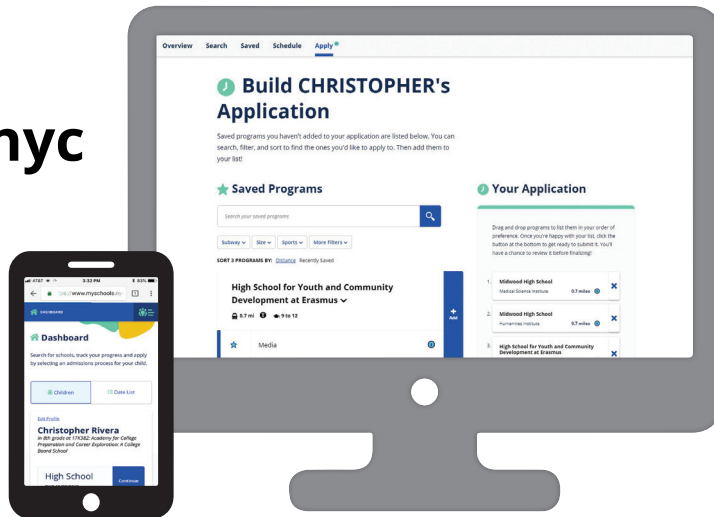 nyc
Overview Search Saved Schedule Apply
Build CHRISTOPHER's
Application
Saved programs you haven't added to your application are listed below. You can
search, filter, and sort to find the ones you'd like to apply to. Then add them to
your list!
Saved Programs
Search your saved programs
Subway Size Sports More Filters
SORT 3 PROGRAMS BY: Distance Recently Saved
High School for Youth and Community
Development at Erasmus
0.7 mi 9 to 12
+
Add
Media
Your Application
Drag and drop programs to list them in your order of
preference. Once you're happy with your list, click the
button at the bottom to get ready to submit it. You'll
have a chance to review it before finalizing!
1. Midwood High School
Medical Science Institute 0.7 miles
2. Midwood High School
Humanities Institute 0.7 miles
3. High School for Youth and Community
Development at Erasmus
AT&T 3:32 PM 83%
www.myschools.n
1
DASHBOARD
Dashboard
Search for schools, track your progress and apply
by selecting an admissions process for your child.
Children Date List
Edit Profile
Christopher Rivera
in 8th grade at 17K382: Academy for College
Preparation and Career Exploration: A College
Board School
High School
Continue